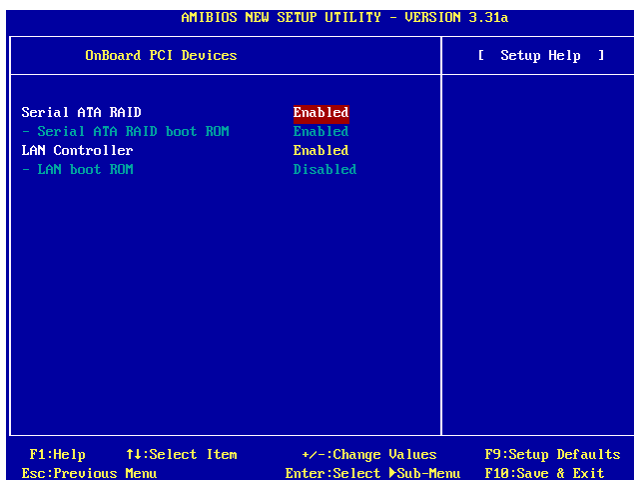 AMIBIOS NEW SETUP UTILITY - VERSION 3.31a
OnBoard PCI Devices
[ Setup Help ]
Serial ATA RAID Enabled
- Serial ATA RAID boot ROM Enabled
LAN Controller Enabled
- LAN boot ROM Disabled
F1:Help ↑↓:Select Item +/-:Change Values F9:Setup Defaults
Esc:Previous Menu Enter:Select ▶Sub-Menu F10:Save & Exit